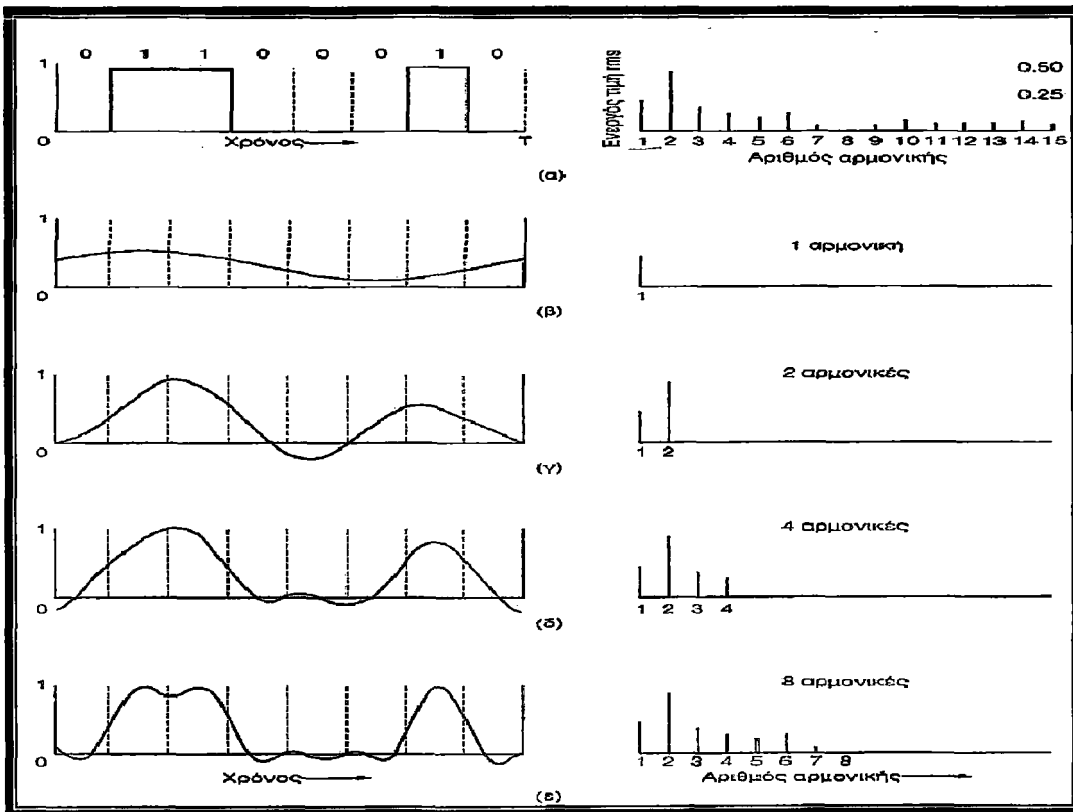 0 1 1 0 0 0 1 0
1
0
Χρόνος
T
Ενεργός τιμή rms
0.50
0.25
1 2 3 4 5 6 7 8 9 10 11 12 13 14 15
Αριθμός αρμονικής
(α)
1
0
1 αρμονική
1
(β)
1
0
2 αρμονικές
1 2
(γ)
1
0
4 αρμονικές
1 2 3 4
(δ)
1
0
Χρόνος
8 αρμονικές
1 2 3 4 5 6 7 8
Αριθμός αρμονικής
(ε)